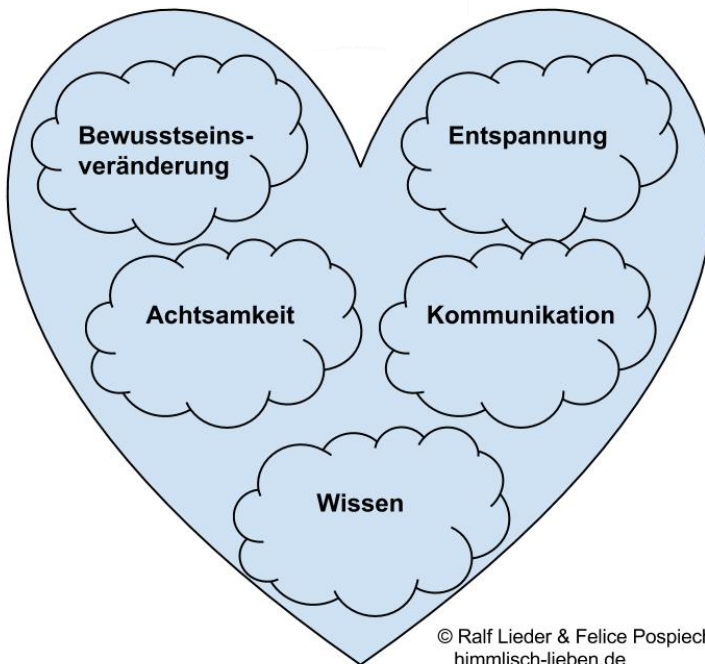 Bewusstseins-
veränderung
Entspannung
Achtsamkeit
Kommunikation
Wissen
© Ralf Lieder & Felice Pospiech
himmlisch-lieben.de